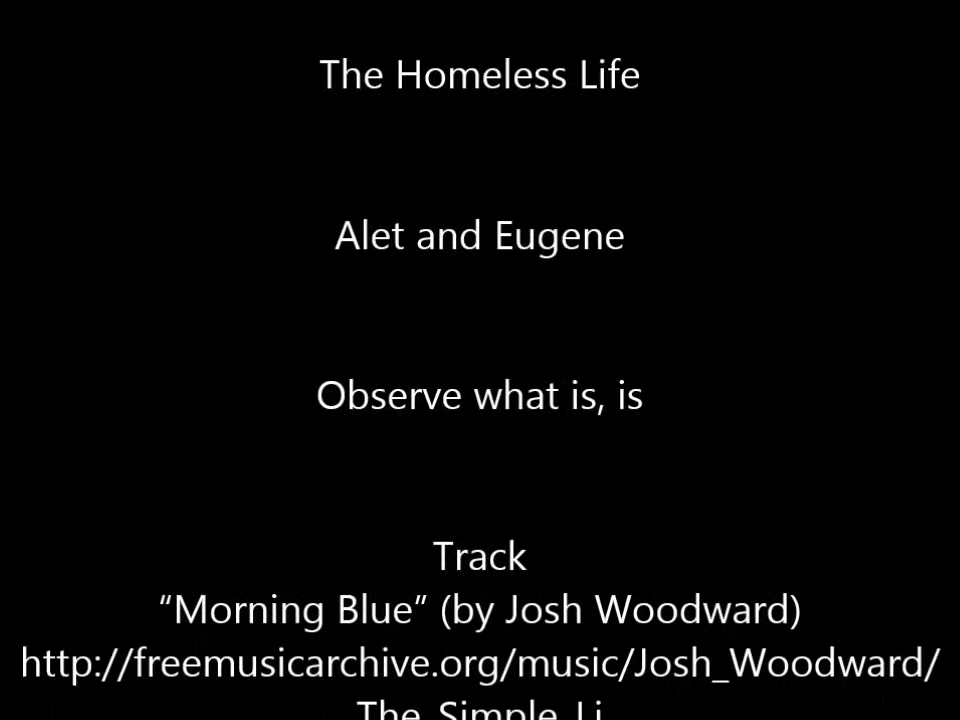 The Homeless Life
Alet and Eugene
Observe what is, is
Track
“Morning Blue” (by Josh Woodward)
http://freemusicarchive.org/music/Josh_Woodward/
The_Simple_Li